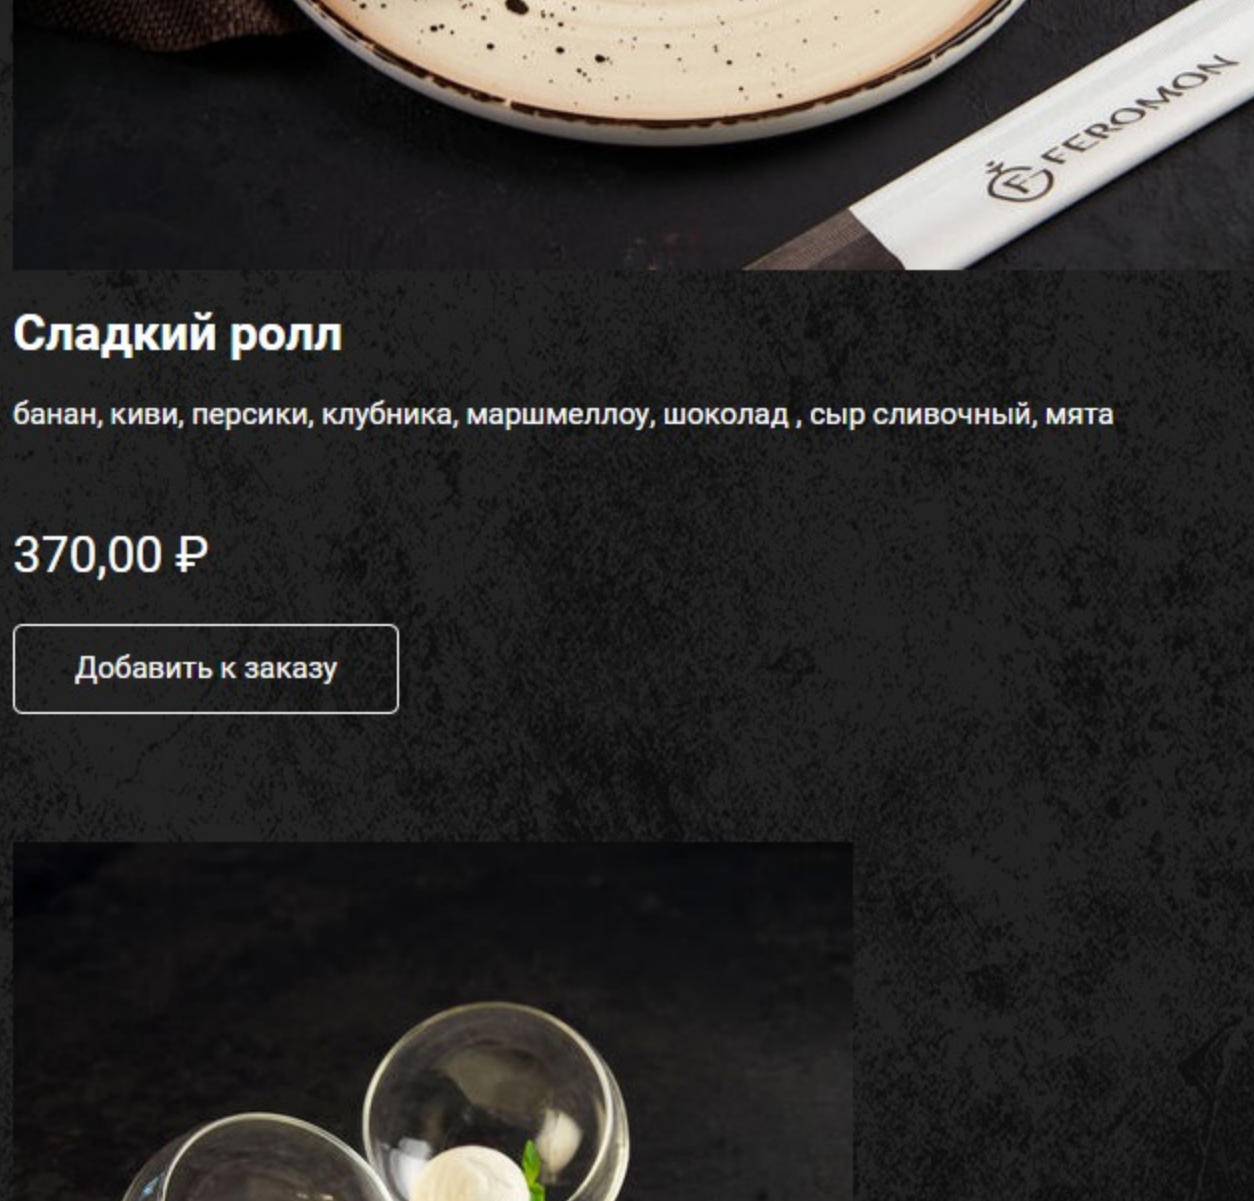 FEROMON
Сладкий ролл
банан, киви, персики, клубника, маршмеллоу, шоколад , сыр сливочный, мята
370,00 ₽
Добавить к заказу